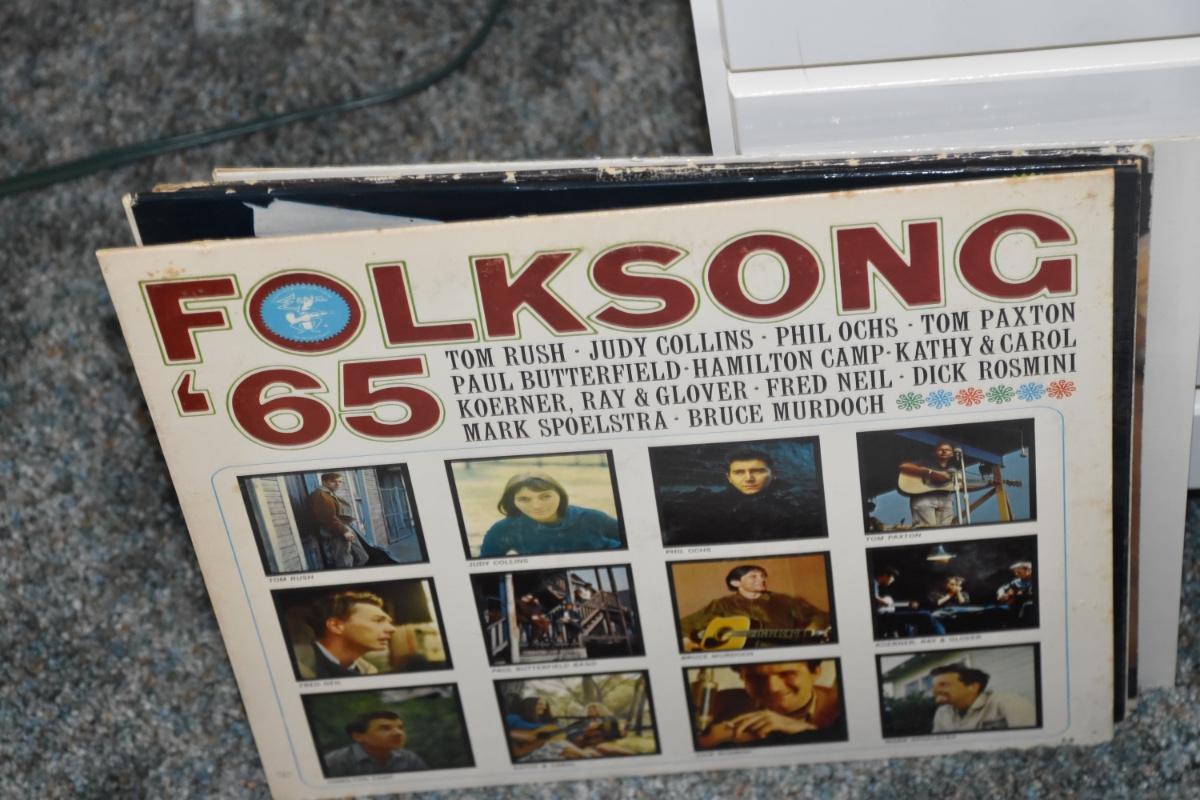 FOLKSONG
'65
TOM RUSH · JUDY COLLINS · PHIL OCHS · TOM PAXTON
PAUL BUTTERFIELD · HAMILTON CAMP · KATHY & CAROL
KOERNER, RAY & GLOVER · FRED NEIL · DICK ROSMINI
MARK SPOELSTRA · BRUCE MURDOCH
TOM RUSH
JUDY COLLINS
PHIL OCHS
TOM PAXTON
FRED NEIL
PAUL BUTTERFIELD BAND
BRUCE MURDOCH
KOERNER, RAY & GLOVER